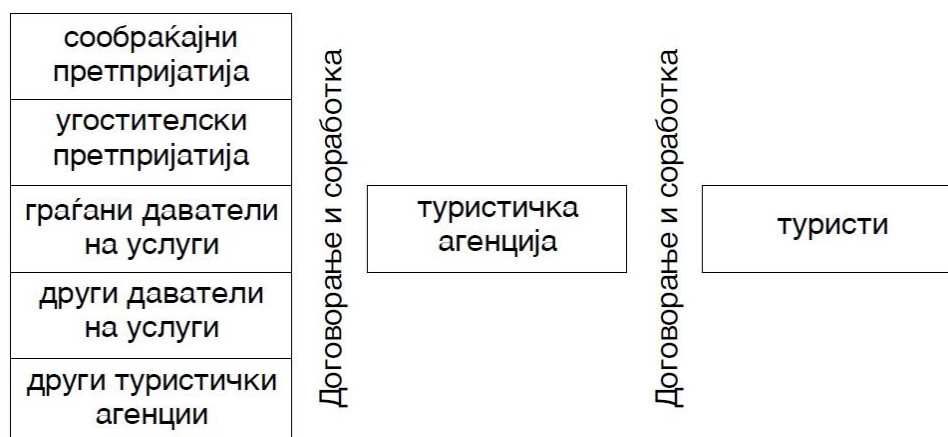 сообраќајни
претпријатија
угостителски
претпријатија
граѓани даватели
на услуги
други даватели
на услуги
други туристички
агенции
Договорање и соработка
туристичка
агенција
Договорање и соработка
туристи